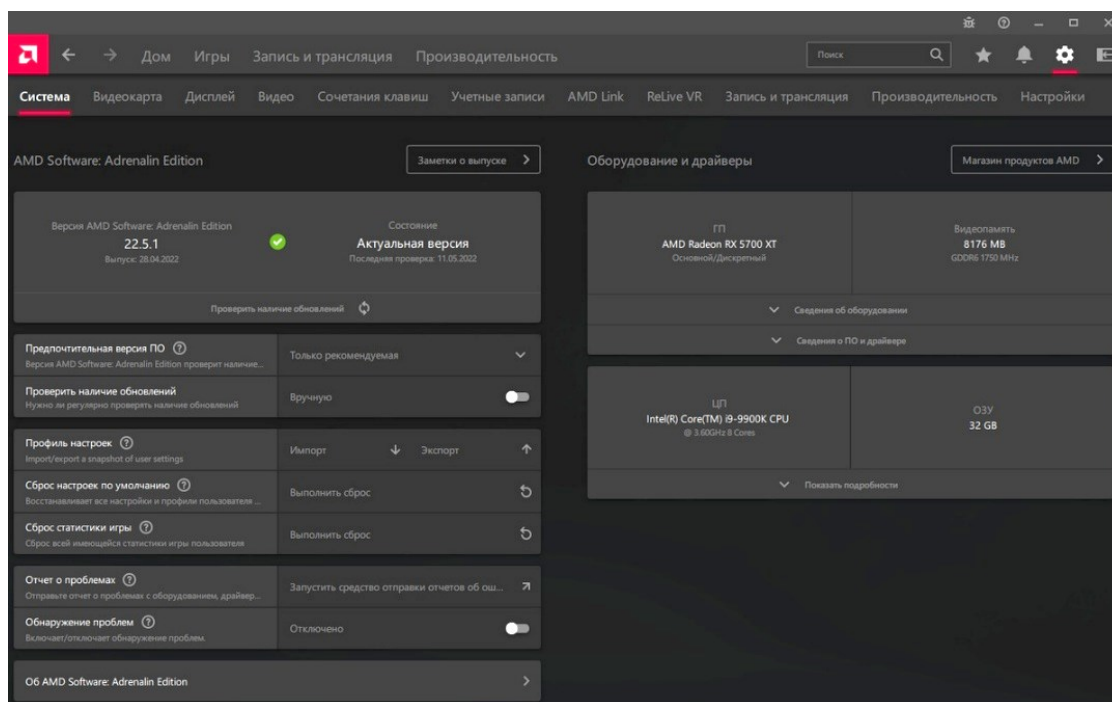 Дом Игры Запись и трансляция Производительность Поиск
Система Видеокарта Дисплей Видео Сочетания клавиш Учетные записи AMD Link ReLive VR Запись и трансляция Производительность Настройки
AMD Software: Adrenalin Edition
Заметки о выпуске
Версия AMD Software: Adrenalin Edition
22.5.1
Выпуск: 28.04.2022
Состояние
Актуальная версия
Последняя проверка: 11.05.2022
Проверить наличие обновлений
Предпочтительная версия ПО
Версия AMD Software: Adrenalin Edition проверит наличие...
Только рекомендуемая
Проверить наличие обновлений
Нужно ли регулярно проверять наличие обновлений
Вручную
Профиль настроек
Import/export a snapshot of user settings
Импорт Экспорт
Сброс настроек по умолчанию
Восстанавливает все настройки и профили пользователя ...
Выполнить сброс
Сброс статистики игры
Сброс всей имеющейся статистики игры пользователя
Выполнить сброс
Отчет о проблемах
Отправьте отчет о проблемах с оборудованием, драйвер...
Запустить средство отправки отчетов об ош...
Обнаружение проблем
Включает/отключает обнаружение проблем.
Отключено
Об AMD Software: Adrenalin Edition
Оборудование и драйверы
Магазин продуктов AMD
ГП
AMD Radeon RX 5700 XT
Основной/Дискретный
Видеопамять
8176 MB
GDDR6 1750 MHz
Сведения об оборудовании
Сведения о ПО и драйвере
ЦП
Intel(R) Core(TM) i9-9900K CPU
@ 3.60GHz 8 Cores
ОЗУ
32 GB
Показать подробности